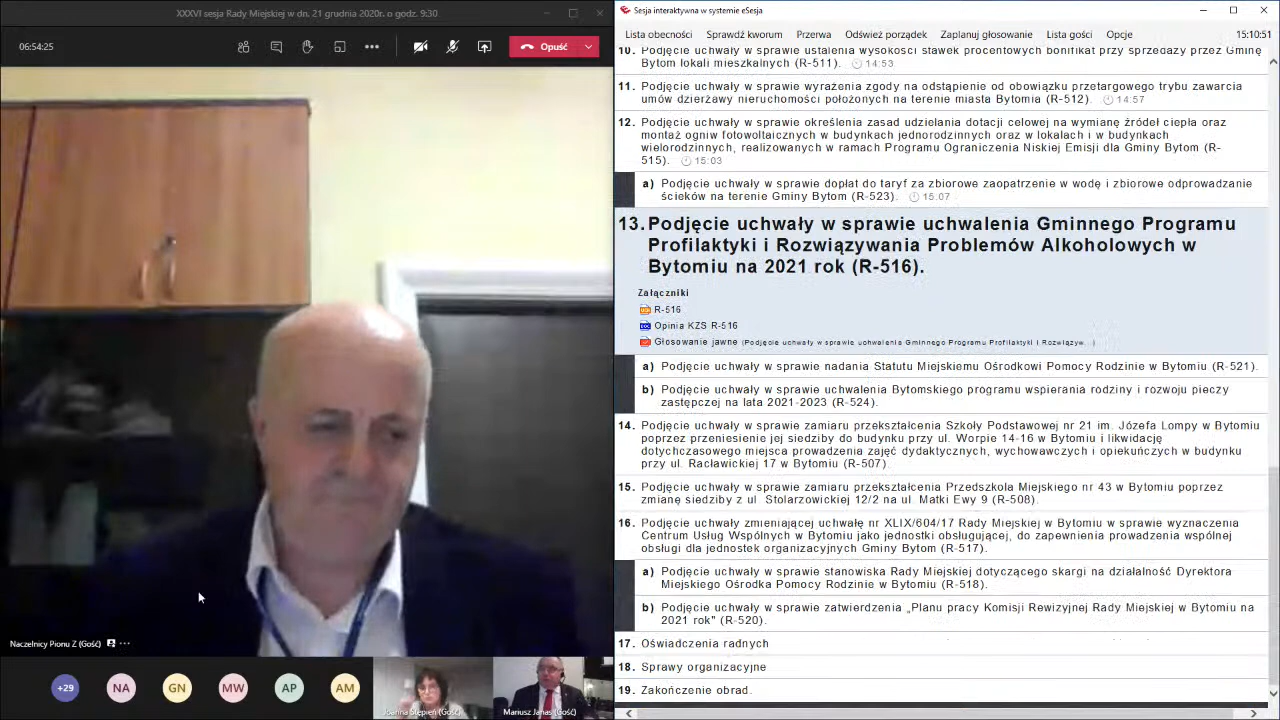 XXXVI sesja Rady Miejskiej w dn. 21 grudnia 2020r. o godz. 9:30
06:54:25
Opuść
Naczelnicy Pionu Z (Gość)
+29
NA
GN
MW
AP
AM
Joanna Stępień (Gość)
Mariusz Janas (Gość)
Sesja interaktywna w systemie eSesja
Lista obecności Sprawdź kworum Przerwa Odśwież porządek Zaplanuj głosowanie Lista gości Opcje 15:10:51
10. Podjęcie uchwały w sprawie ustalenia wysokości stawek procentowych bonifikat przy sprzedaży przez Gminę
Bytom lokali mieszkalnych (R-511). 14:53
11. Podjęcie uchwały w sprawie wyrażenia zgody na odstąpienie od obowiązku przetargowego trybu zawarcia
umów dzierżawy nieruchomości położonych na terenie miasta Bytomia (R-512). 14:57
12. Podjęcie uchwały w sprawie określenia zasad udzielania dotacji celowej na wymianę źródeł ciepła oraz
montaż ogniw fotowoltaicznych w budynkach jednorodzinnych oraz w lokalach i w budynkach
wielorodzinnych, realizowanych w ramach Programu Ograniczenia Niskiej Emisji dla Gminy Bytom (R-
515). 15:03
a) Podjęcie uchwały w sprawie dopłat do taryf za zbiorowe zaopatrzenie w wodę i zbiorowe odprowadzanie
ścieków na terenie Gminy Bytom (R-523). 15:07
13. Podjęcie uchwały w sprawie uchwalenia Gminnego Programu
Profilaktyki i Rozwiązywania Problemów Alkoholowych w
Bytomiu na 2021 rok (R-516).
Załączniki
R-516
Opinia KZS R-516
Głosowanie jawne (Podjęcie uchwały w sprawie uchwalenia Gminnego Programu Profilaktyki i Rozwiązyw... )
a) Podjęcie uchwały w sprawie nadania Statutu Miejskiemu Ośrodkowi Pomocy Rodzinie w Bytomiu (R-521).
b) Podjęcie uchwały w sprawie uchwalenia Bytomskiego programu wspierania rodziny i rozwoju pieczy
zastępczej na lata 2021-2023 (R-524).
14. Podjęcie uchwały w sprawie zamiaru przekształcenia Szkoły Podstawowej nr 21 im. Józefa Lompy w Bytomiu
poprzez przeniesienie jej siedziby do budynku przy ul. Worpie 14-16 w Bytomiu i likwidację
dotychczasowego miejsca prowadzenia zajęć dydaktycznych, wychowawczych i opiekuńczych w budynku
przy ul. Racławickiej 17 w Bytomiu (R-507).
15. Podjęcie uchwały w sprawie zamiaru przekształcenia Przedszkola Miejskiego nr 43 w Bytomiu poprzez
zmianę siedziby z ul. Stolarzowickiej 12/2 na ul. Matki Ewy 9 (R-508).
16. Podjęcie uchwały zmieniającej uchwałę nr XLIX/604/17 Rady Miejskiej w Bytomiu w sprawie wyznaczenia
Centrum Usług Wspólnych w Bytomiu jako jednostki obsługującej, do zapewnienia prowadzenia wspólnej
obsługi dla jednostek organizacyjnych Gminy Bytom (R-517).
a) Podjęcie uchwały w sprawie stanowiska Rady Miejskiej dotyczącego skargi na działalność Dyrektora
Miejskiego Ośrodka Pomocy Rodzinie w Bytomiu (R-518).
b) Podjęcie uchwały w sprawie zatwierdzenia „Planu pracy Komisji Rewizyjnej Rady Miejskiej w Bytomiu na
2021 rok" (R-520).
17. Oświadczenia radnych
18. Sprawy organizacyjne
19. Zakończenie obrad.